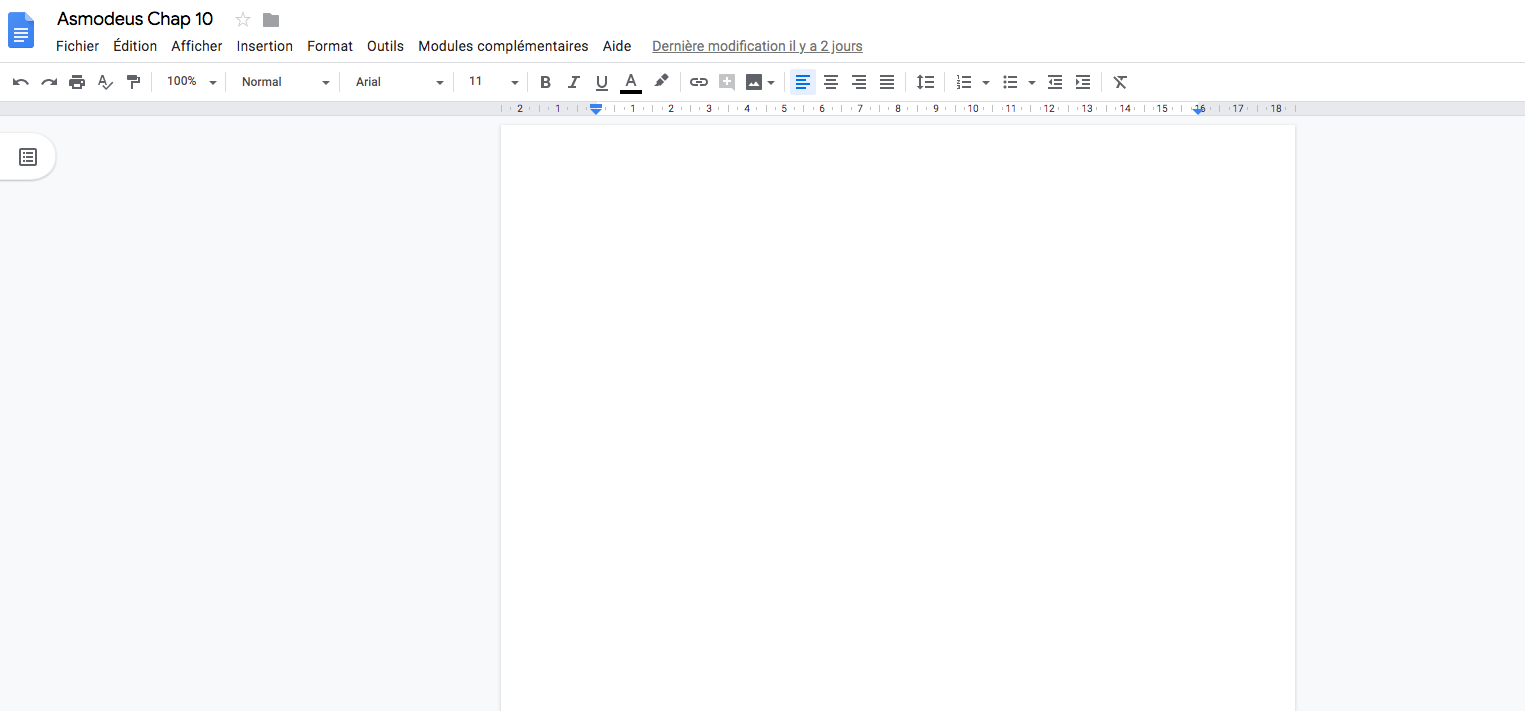 Asmodeus Chap 10
Fichier Édition Afficher Insertion Format Outils Modules complémentaires Aide Dernière modification il y a 2 jours
100% Normal Arial 11 B I U A
2 1 1 2 3 4 5 6 7 8 9 10 11 12 13 14 15 16 17 18